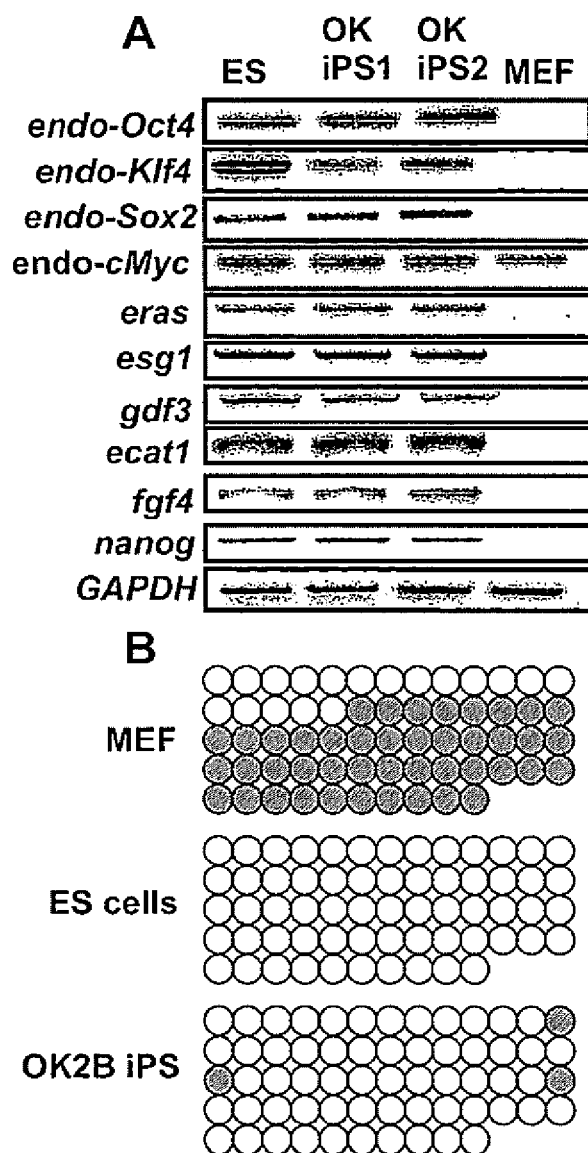 A
ES OK iPS1 OK iPS2 MEF
endo-Oct4
endo-Klf4
endo-Sox2
endo-cMyc
eras
esg1
gdf3
ecat1
fgf4
nanog
GAPDH
B
MEF
ES cells
OK2B iPS